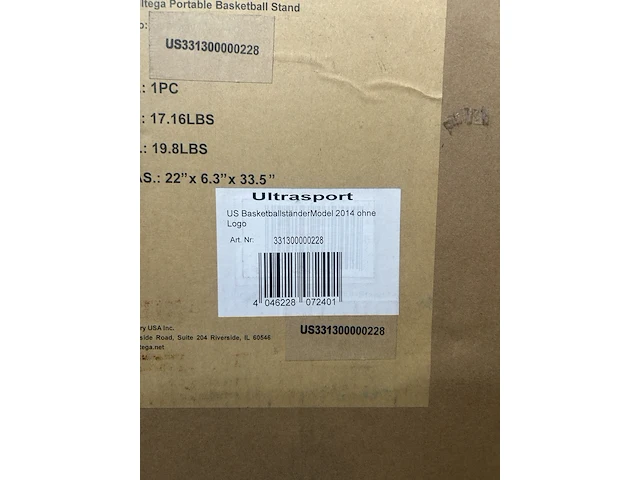 ltega Portable Basketball Stand
o:
US331300000228
.: 1PC
: 17.16LBS
.: 19.8LBS
AS.: 22”x 6.3”x 33.5”
Ultrasport
US BasketballständerModel 2014 ohne
Logo
Art. Nr. 331300000228
4 046228 072401
ry USA Inc.
side Road, Suite 204 Riverside, IL 60546
tega.net
US331300000228